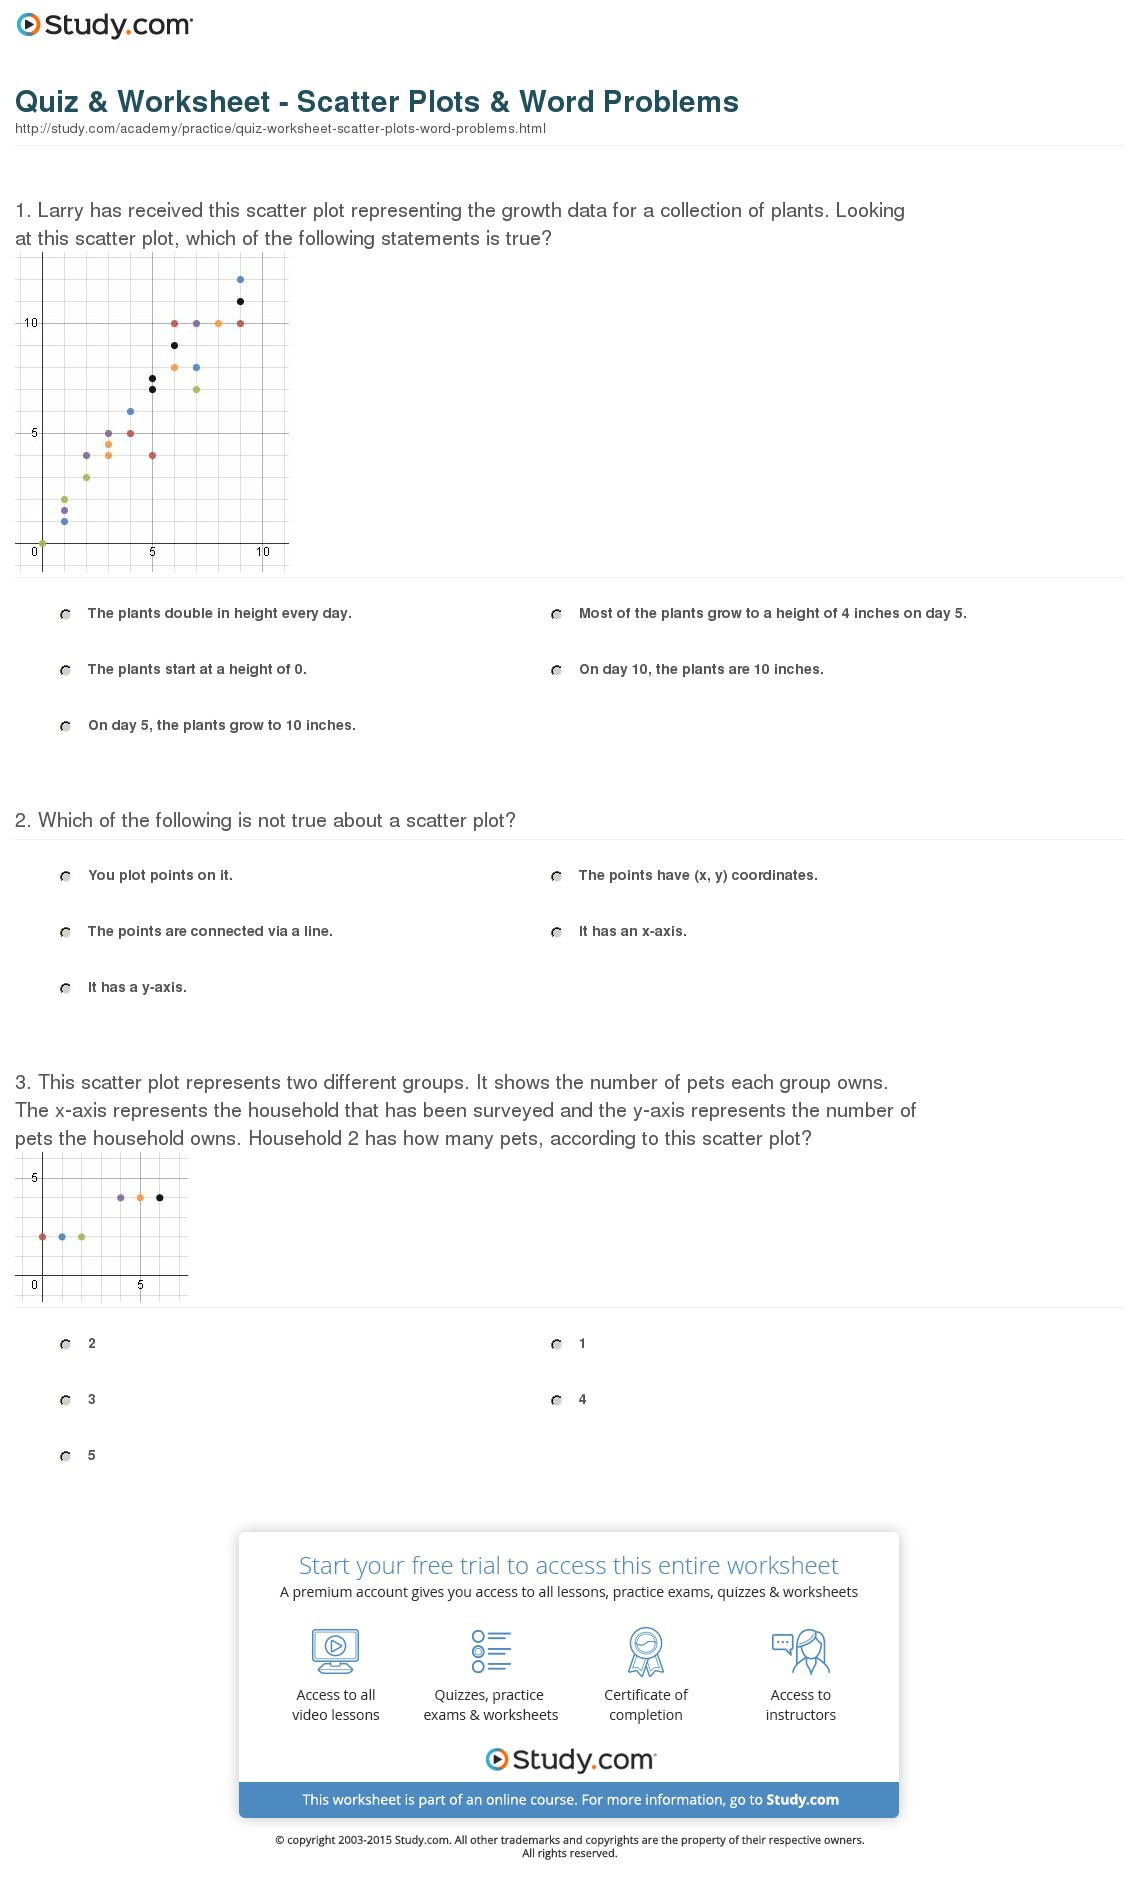 Study.com
Quiz & Worksheet - Scatter Plots & Word Problems
http://study.com/academy/practice/quiz-worksheet-scatter-plots-word-problems.html
1. Larry has received this scatter plot representing the growth data for a collection of plants. Looking
at this scatter plot, which of the following statements is true?
10
5
0 5 10
The plants double in height every day.
Most of the plants grow to a height of 4 inches on day 5.
The plants start at a height of 0.
On day 10, the plants are 10 inches.
On day 5, the plants grow to 10 inches.
2. Which of the following is not true about a scatter plot?
You plot points on it.
The points have (x, y) coordinates.
The points are connected via a line.
It has an x-axis.
It has a y-axis.
3. This scatter plot represents two different groups. It shows the number of pets each group owns.
The x-axis represents the household that has been surveyed and the y-axis represents the number of
pets the household owns. Household 2 has how many pets, according to this scatter plot?
5
0 5
2
1
3
4
5
Start your free trial to access this entire worksheet
A premium account gives you access to all lessons, practice exams, quizzes & worksheets
Access to all
video lessons
Quizzes, practice
exams & worksheets
Certificate of
completion
Access to
instructors
Study.com
This worksheet is part of an online course. For more information, go to Study.com
© copyright 2003-2015 Study.com. All other trademarks and copyrights are the property of their respective owners.
All rights reserved.